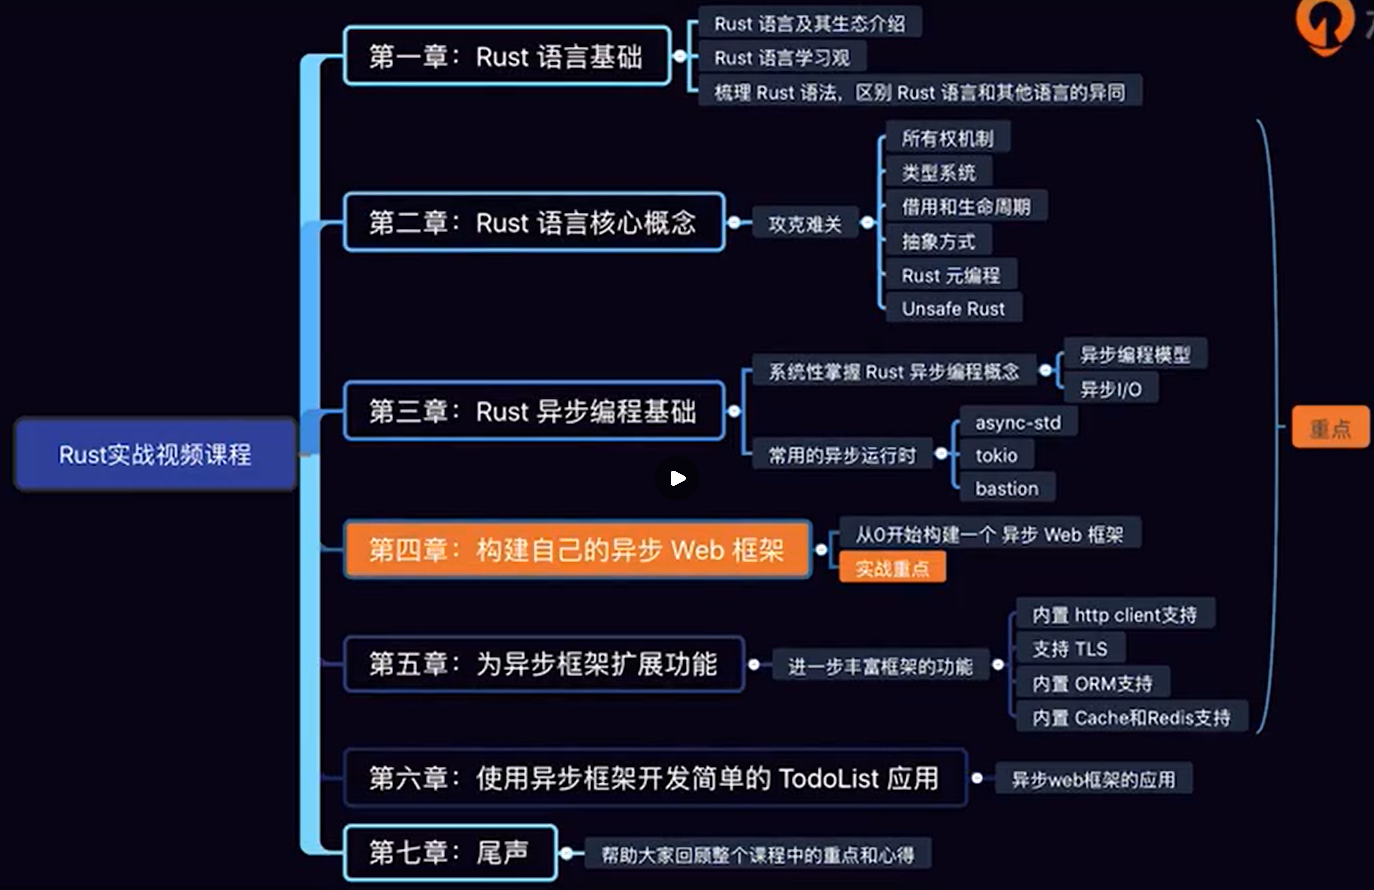 Rust实战视频课程
第一章：Rust 语言基础
Rust 语言及其生态介绍
Rust 语言学习观
梳理 Rust 语法，区别 Rust 语言和其他语言的异同
第二章：Rust 语言核心概念
攻克难关
所有权机制
类型系统
借用和生命周期
抽象方式
Rust 元编程
Unsafe Rust
第三章：Rust 异步编程基础
系统性掌握 Rust 异步编程概念
异步编程模型
异步I/O
常用的异步运行时
async-std
tokio
bastion
第四章：构建自己的异步 Web 框架
从0开始构建一个 异步 Web 框架
实战重点
第五章：为异步框架扩展功能
进一步丰富框架的功能
内置 http client支持
支持 TLS
内置 ORM支持
内置 Cache和Redis支持
重点
第六章：使用异步框架开发简单的 TodoList 应用
异步web框架的应用
第七章：尾声
帮助大家回顾整个课程中的重点和心得